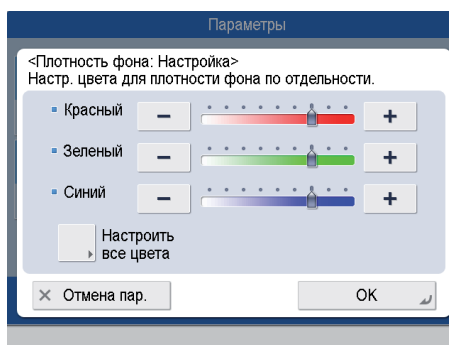 Параметры
<Плотность фона: Настройка>
Настр. цвета для плотности фона по отдельности.
Красный
Зеленый
Синий
Настроить
все цвета
Отмена пар.
OK